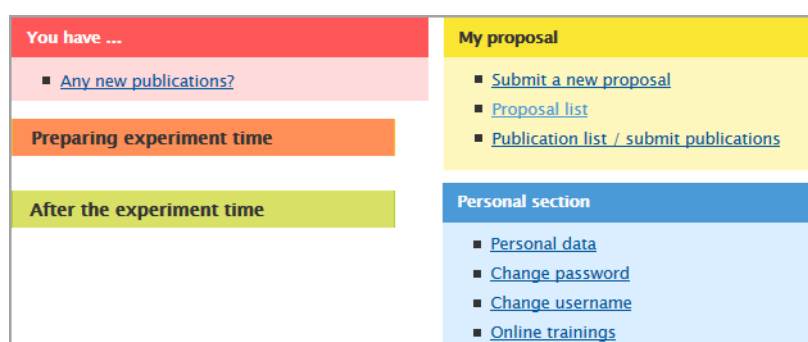 You have ...
Any new publications?
Preparing experiment time
After the experiment time
My proposal
Submit a new proposal
Proposal list
Publication list / submit publications
Personal section
Personal data
Change password
Change username
Online trainings